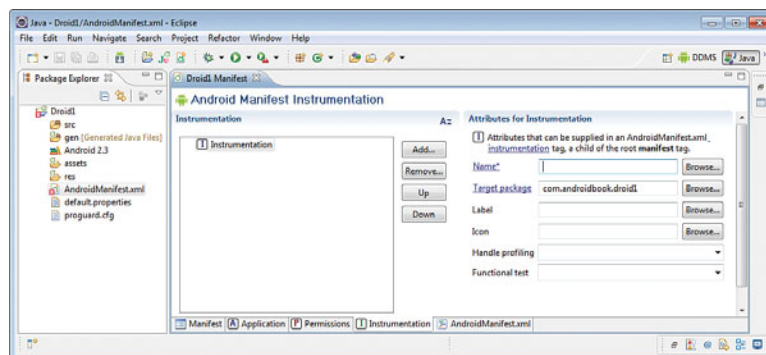 Java - Droid1/AndroidManifest.xml - Eclipse
File Edit Run Navigate Search Project Refactor Window Help
DDMS Java
Package Explorer
Droid1 Manifest
Droid1
src
gen [Generated Java Files]
Android 2.3
assets
res
AndroidManifest.xml
default.properties
proguard.cfg
Android Manifest Instrumentation
Instrumentation
I Instrumentation
Add...
Remove...
Up
Down
Attributes for Instrumentation
I Attributes that can be supplied in an AndroidManifest.xml
instrumentation tag, a child of the root manifest tag.
Name* Browse...
Target package com.androidbook.droid1 Browse...
Label Browse...
Icon Browse...
Handle profiling
Functional test
Manifest A Application P Permissions I Instrumentation AndroidManifest.xml